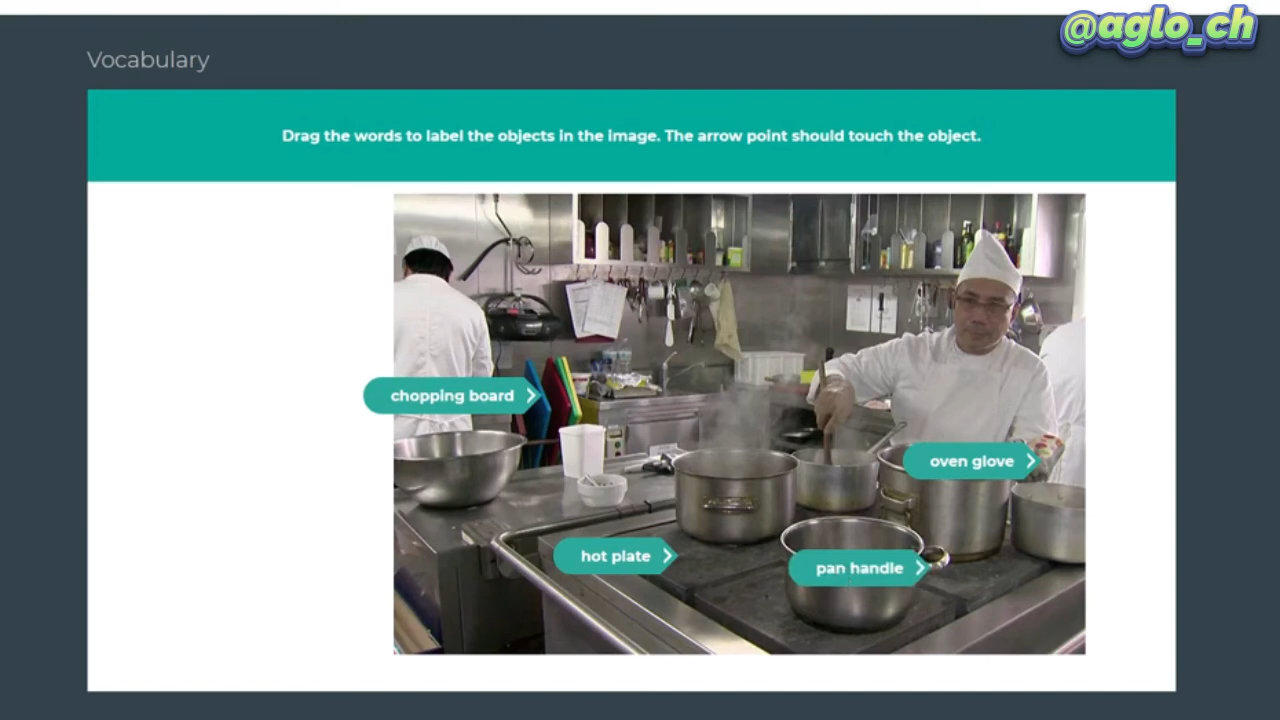 @aglo_ch
Vocabulary
Drag the words to label the objects in the image. The arrow point should touch the object.
chopping board
oven glove
hot plate
pan handle